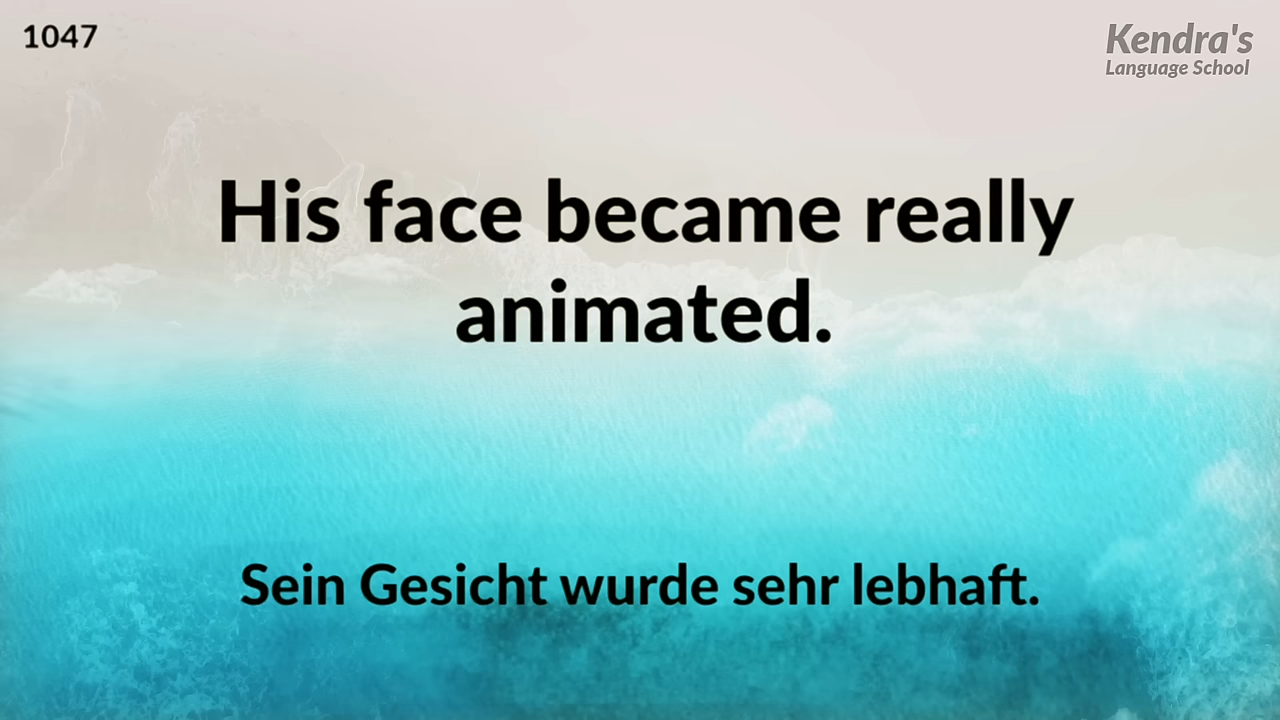 1047
Kendra's
Language School
His face became really
animated.
Sein Gesicht wurde sehr lebhaft.